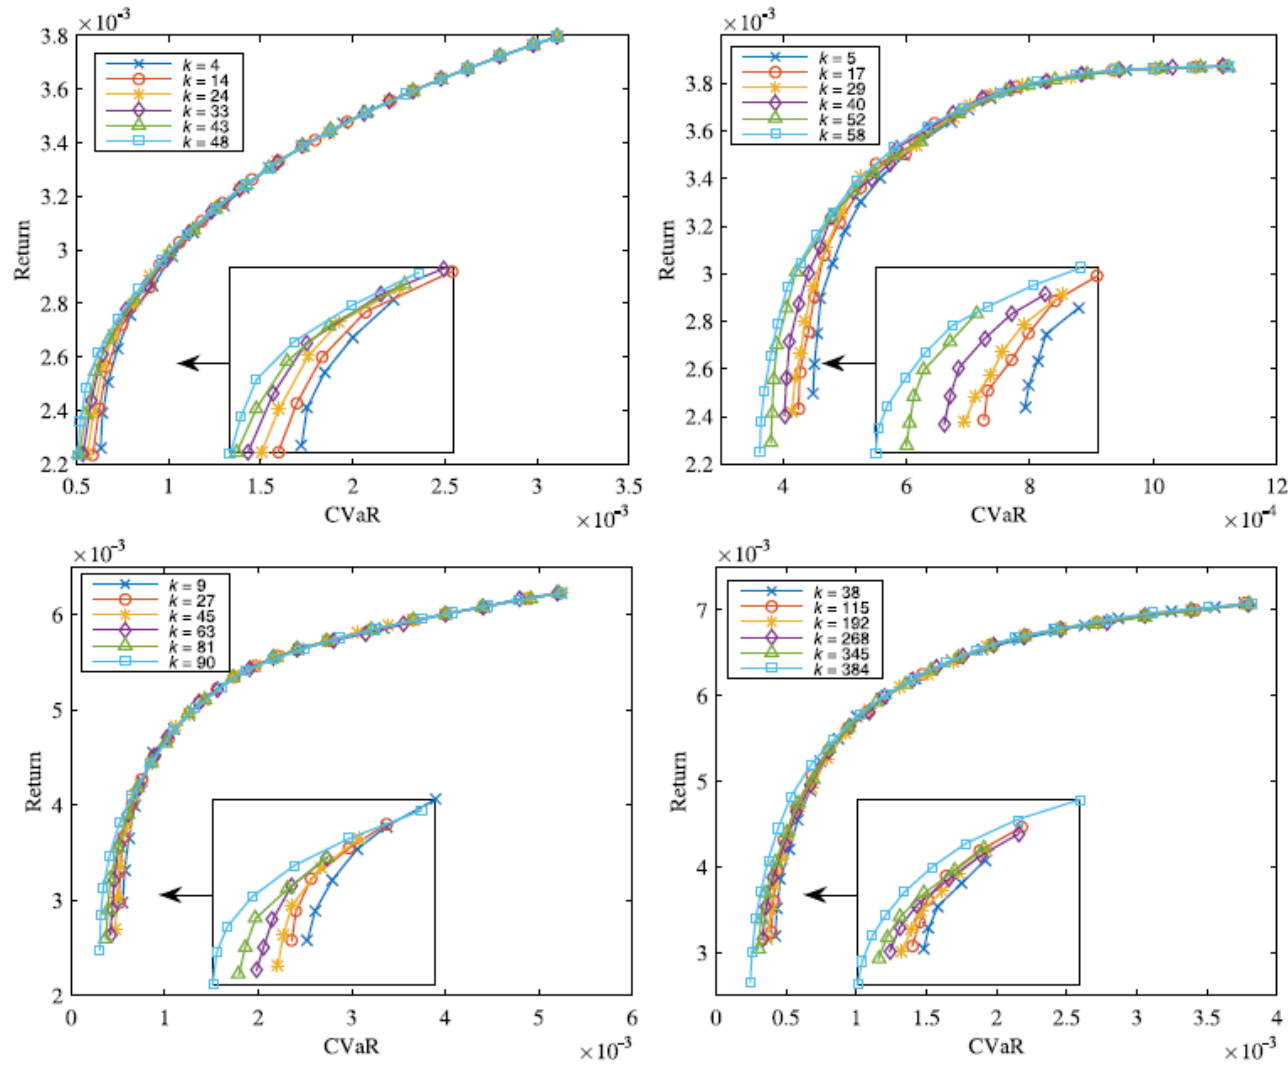 ×10⁻³
3.8
3.6
3.4
3.2
3
2.8
2.6
2.4
2.2
Return
k = 4
k = 14
k = 24
k = 33
k = 43
k = 48
0.5
1
1.5
2
2.5
3
3.5
CVaR
×10⁻³
×10⁻³
3.8
3.6
3.4
3.2
3
2.8
2.6
2.4
2.2
Return
k = 5
k = 17
k = 29
k = 40
k = 52
k = 58
4
6
8
10
12
CVaR
×10⁻⁴
×10⁻³
6
5
4
3
2
Return
k = 9
k = 27
k = 45
k = 63
k = 81
k = 90
0
1
2
3
4
5
6
CVaR
×10⁻³
×10⁻³
7
6
5
4
3
Return
k = 38
k = 115
k = 192
k = 268
k = 345
k = 384
0
0.5
1
1.5
2
2.5
3
3.5
4
CVaR
×10⁻³